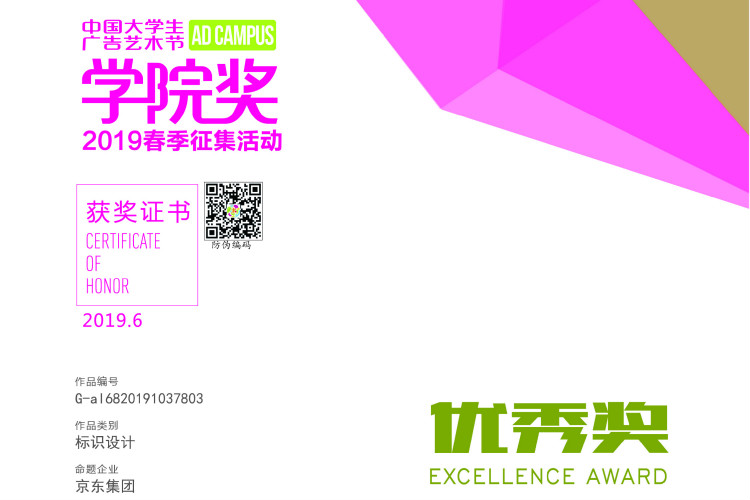 中国大学生
广告艺术节
AD CAMPUS
学院奖
2019春季征集活动
获奖证书
CERTIFICATE
OF
HONOR
防伪编码
2019.6
作品编号
G-al6820191037803
作品类别
标识设计
命题企业
京东集团
优秀奖
EXCELLENCE AWARD